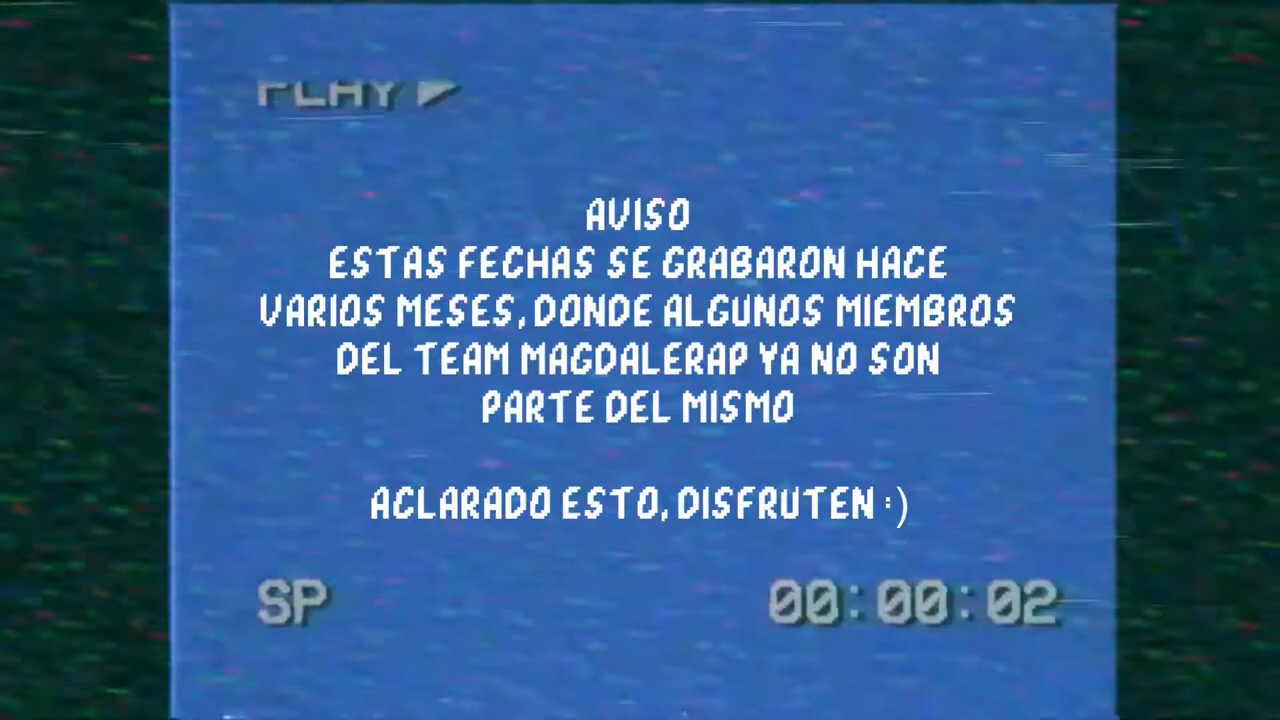 PLAY
AVISO
ESTAS FECHAS SE GRABARON HACE
VARIOS MESES, DONDE ALGUNOS MIEMBROS
DEL TEAM MAGDALERAP YA NO SON
PARTE DEL MISMO
ACLARADO ESTO, DISFRUTEN :)
SP 00:00:02